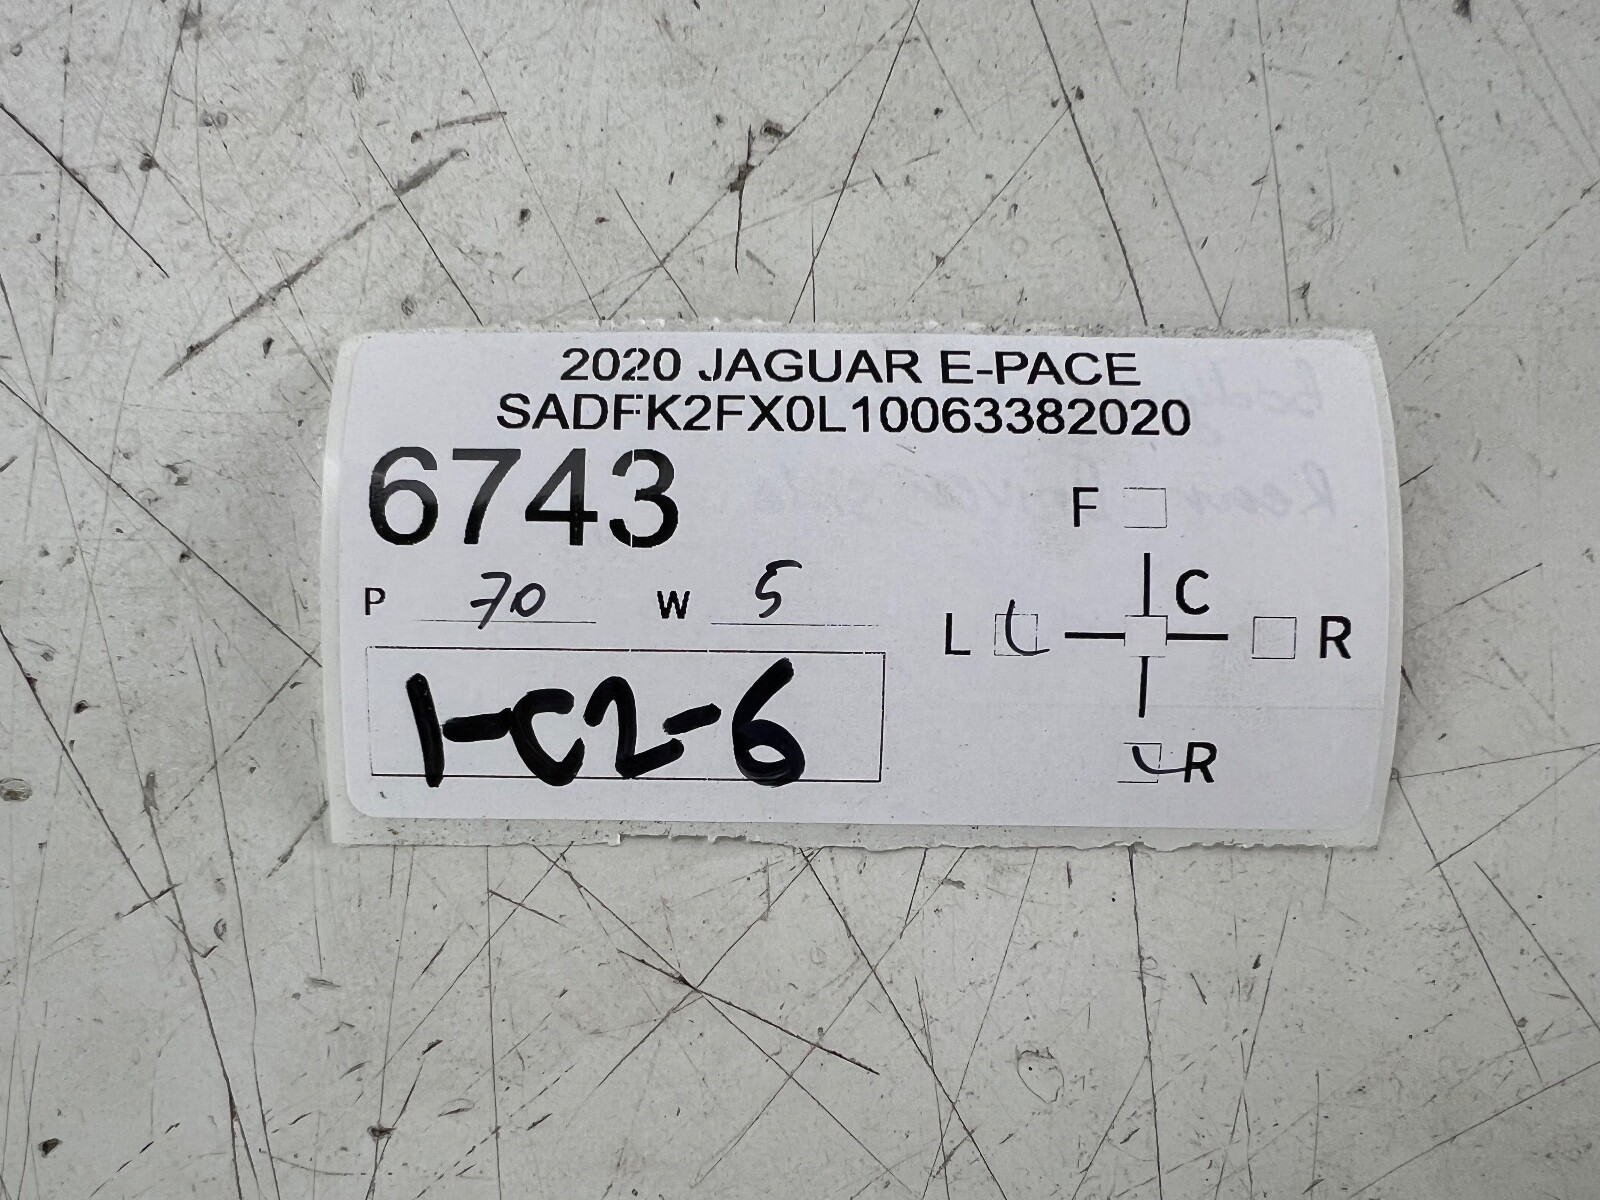 2020 JAGUAR E-PACE
SADFK2FX0L10063382020
6743
F
P 70 W 5
C
L R
1-C2-6
R